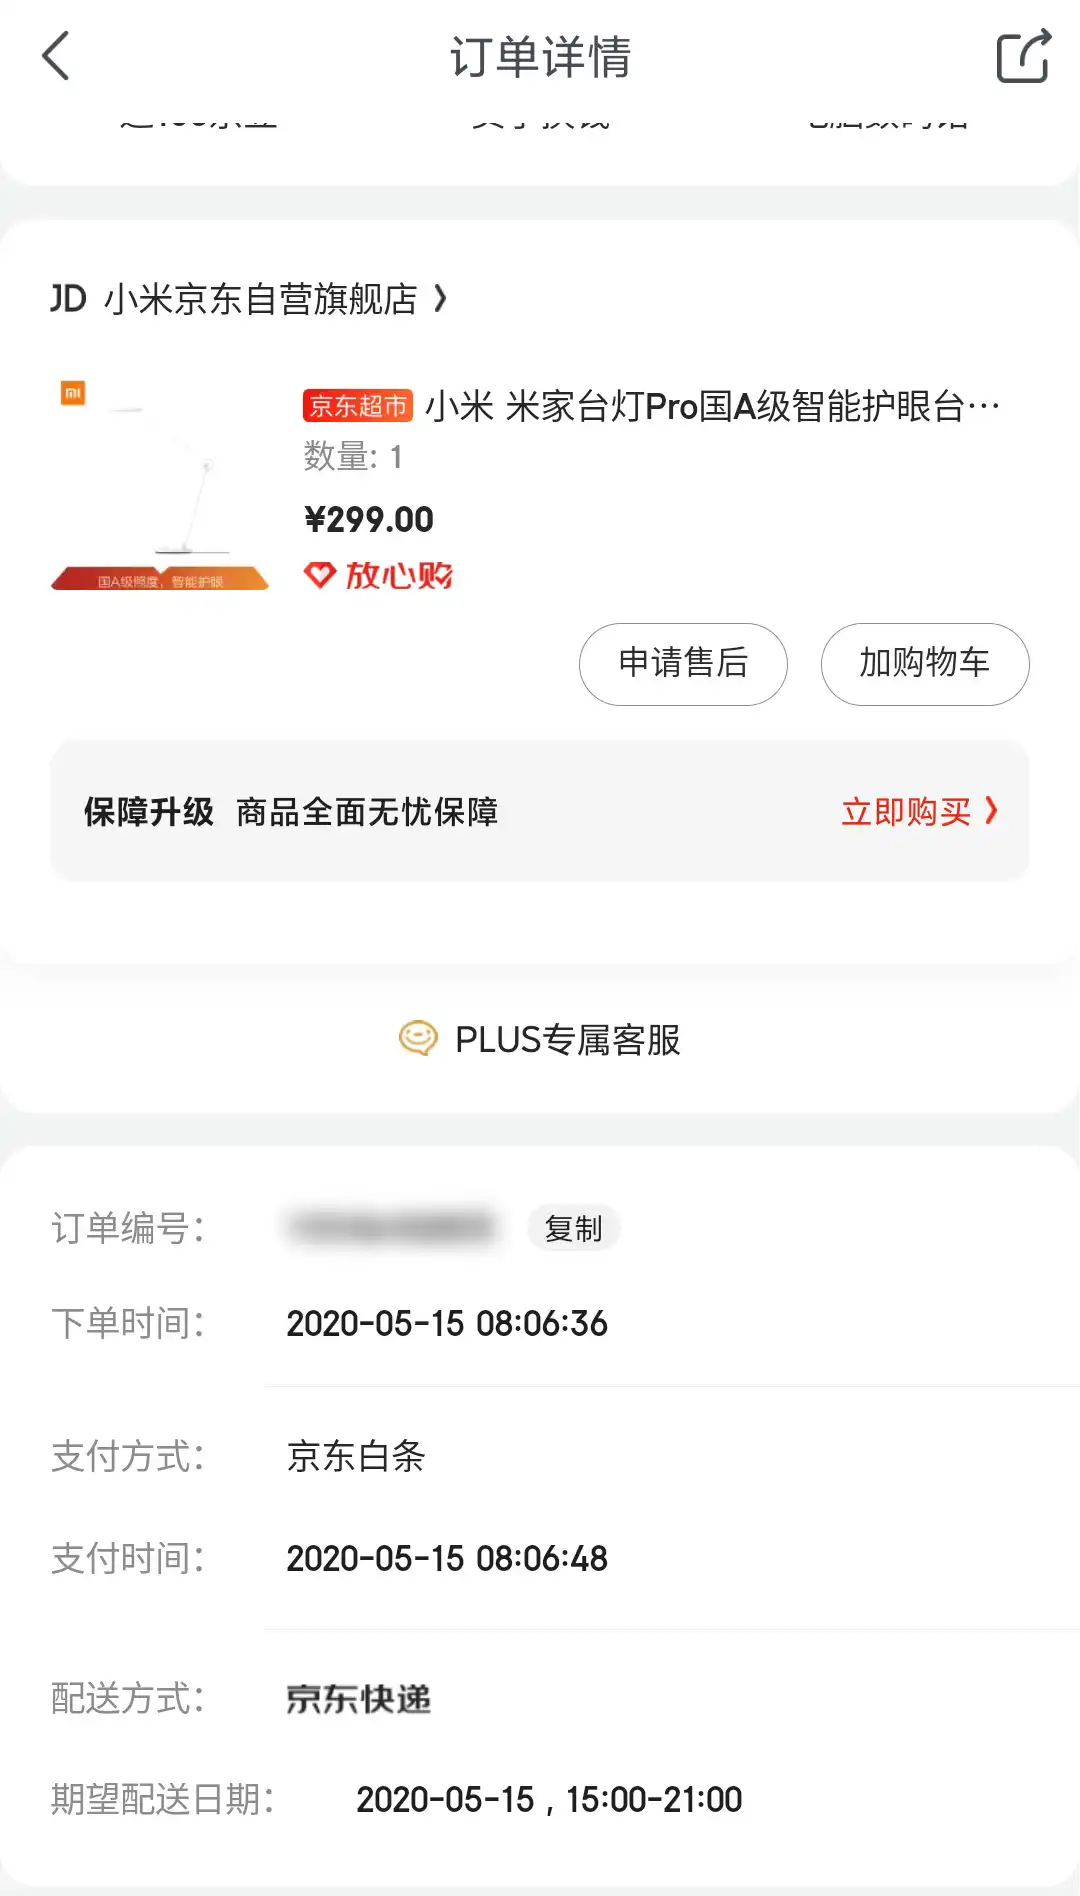 订单详情
JD 小米京东自营旗舰店
mi
京东超市 小米 米家台灯Pro国A级智能护眼台…
数量: 1
¥299.00
放心购
国A级照度，智能护眼
申请售后 加购物车
保障升级 商品全面无忧保障 立即购买
PLUS专属客服
订单编号: 复制
下单时间: 2020-05-15 08:06:36
支付方式: 京东白条
支付时间: 2020-05-15 08:06:48
配送方式: 京东快递
期望配送日期: 2020-05-15 , 15:00-21:00